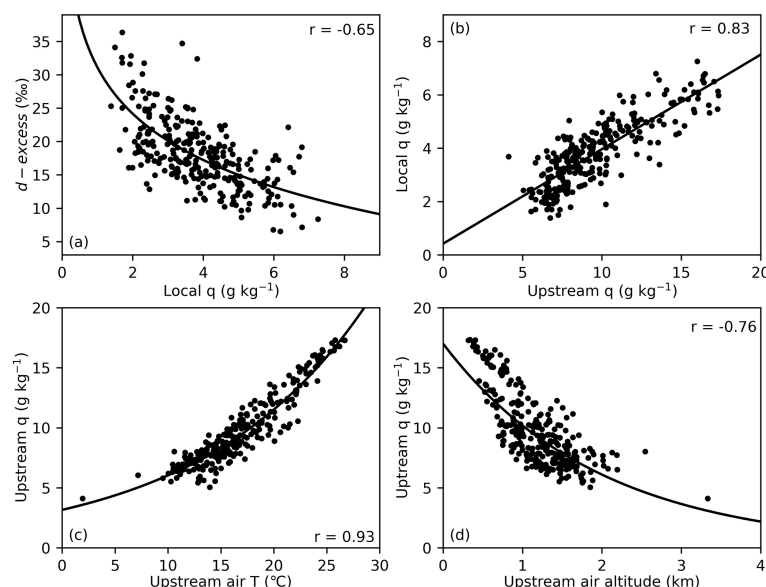 r = -0.65
35
30
25
20
15
10
5
d − excess (‰)
(a)
0 2 4 6 8
Local q (g kg⁻¹)
(b)
r = 0.83
8
6
4
2
0
Local q (g kg⁻¹)
0 5 10 15 20
Upstream q (g kg⁻¹)
20
15
10
5
0
Upstream q (g kg⁻¹)
(c)
r = 0.93
0 5 10 15 20 25 30
Upstream air T (℃)
r = -0.76
20
15
10
5
0
Uptream q (g kg⁻¹)
(d)
0 1 2 3 4
Upstream air altitude (km)